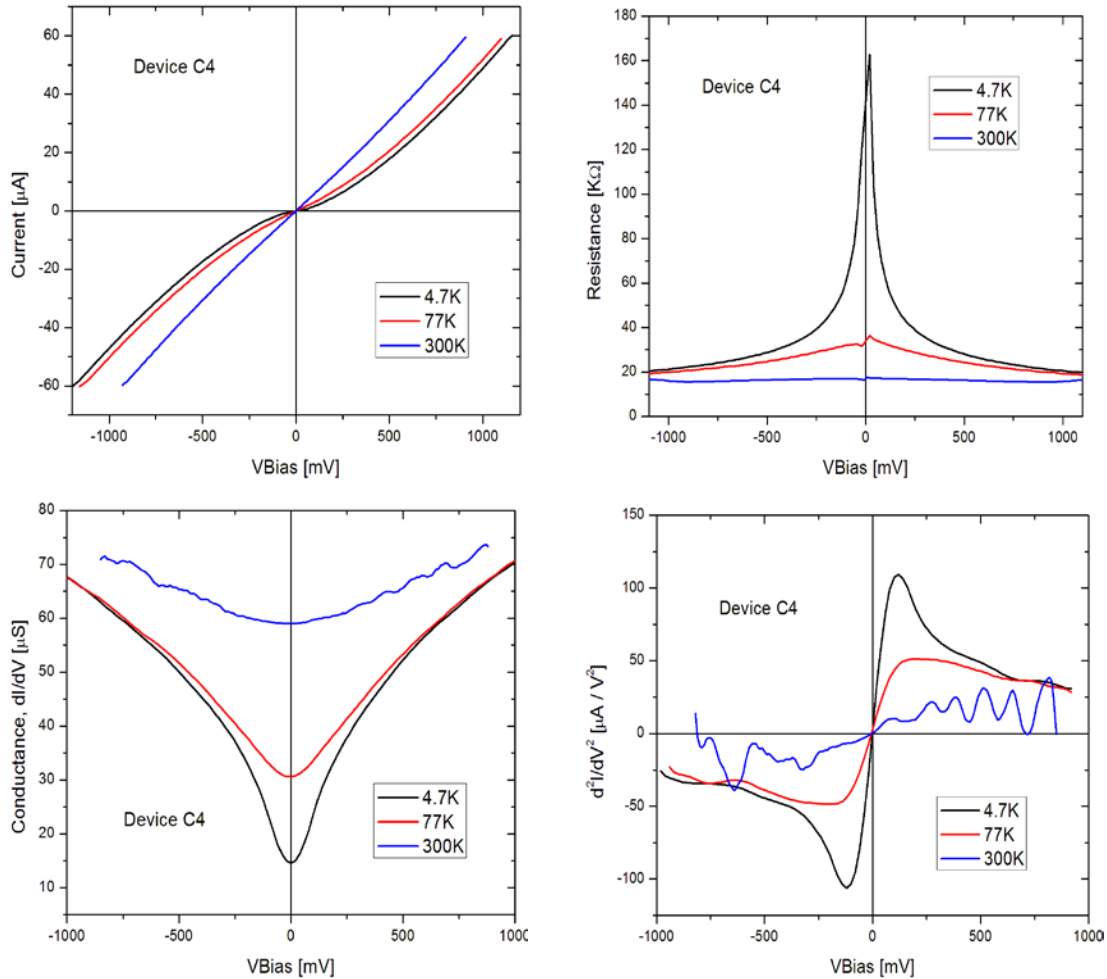 Device C4
4.7K
77K
300K
Current [μA]
60
40
20
0
-20
-40
-60
-1000 -500 0 500 1000
VBias [mV]
Device C4
4.7K
77K
300K
Resistance [KΩ]
180
160
140
120
100
80
60
40
20
0
-1000 -500 0 500 1000
VBias [mV]
Device C4
4.7K
77K
300K
Conductance, dI/dV [μS]
80
70
60
50
40
30
20
10
-1000 -500 0 500 1000
VBias [mV]
Device C4
4.7K
77K
300K
d²I/dV² [μA / V²]
150
100
50
0
-50
-100
-1000 -500 0 500 1000
VBias [mV]